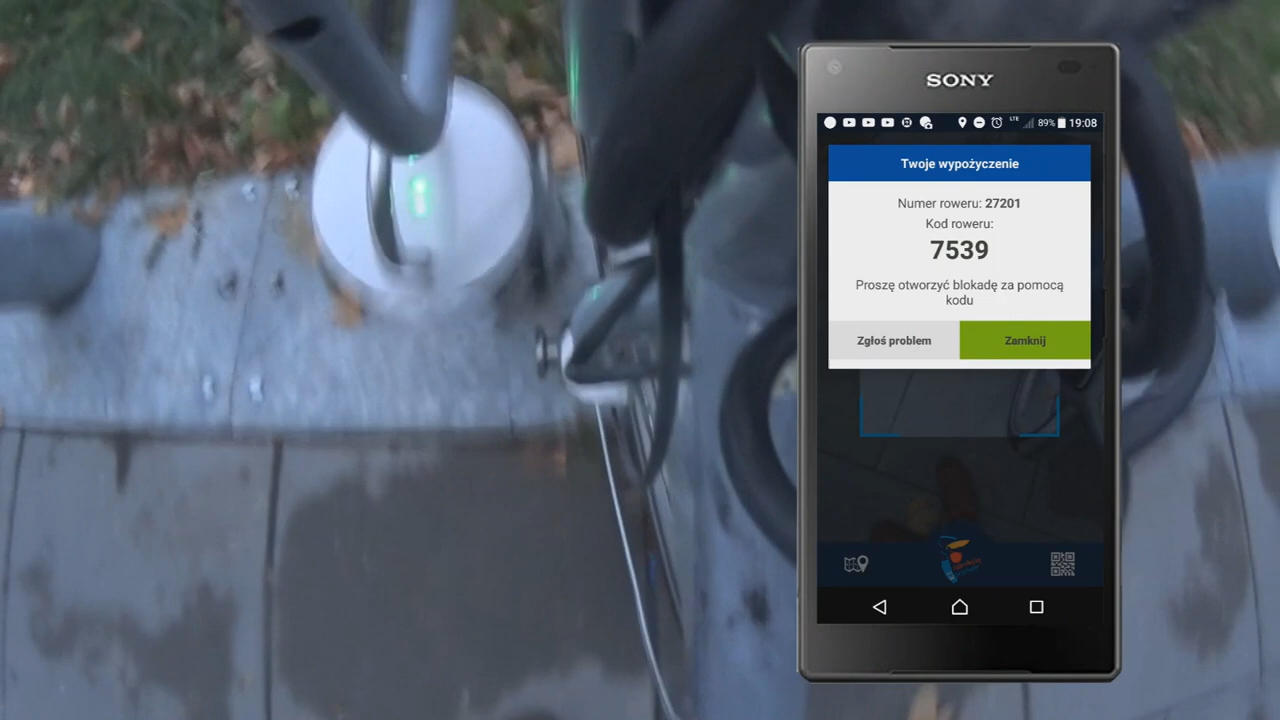 SONY
LTE 89% 19:08
Twoje wypożyczenie
Numer roweru: 27201
Kod roweru:
7539
Proszę otworzyć blokadę za pomocą
kodu
Zgłoś problem
Zamknij